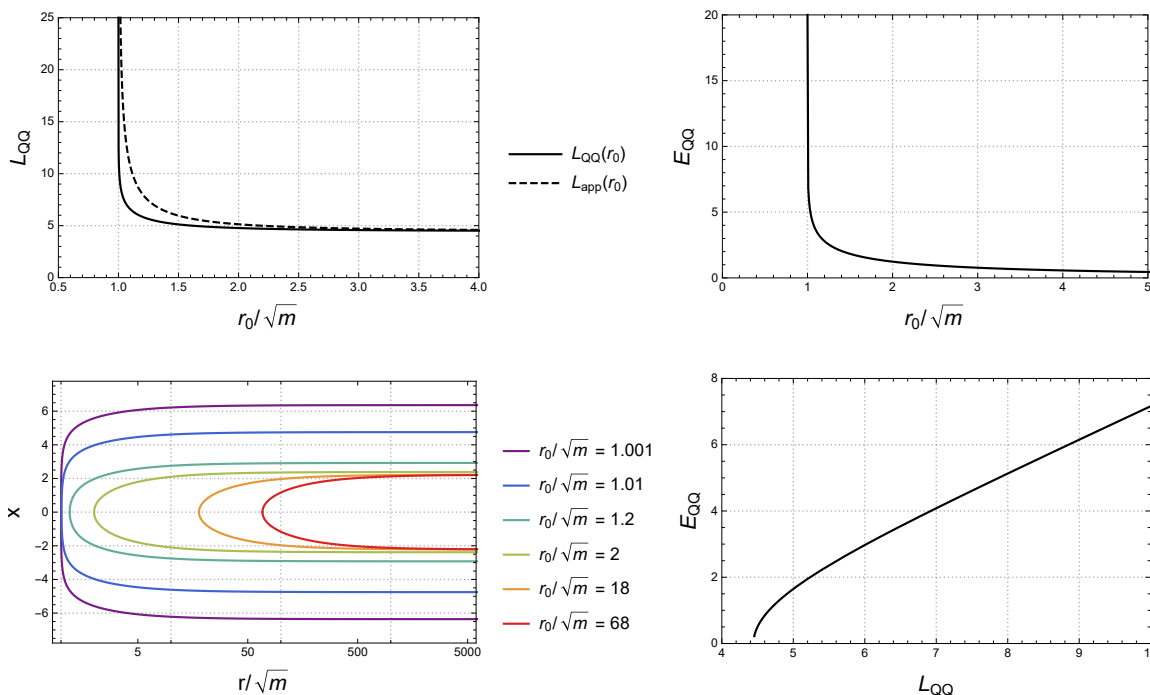 25
20
15
10
5
0
0.5 1.0 1.5 2.0 2.5 3.0 3.5 4.0
L_QQ
r_0/√m
L_QQ(r_0)
L_app(r_0)
20
15
10
5
0
0 1 2 3 4 5
E_QQ
r_0/√m
6
4
2
0
−2
−4
−6
5 50 500 5000
x
r/√m
r_0/√m = 1.001
r_0/√m = 1.01
r_0/√m = 1.2
r_0/√m = 2
r_0/√m = 18
r_0/√m = 68
8
6
4
2
0
4 5 6 7 8 9
E_QQ
L_QQ